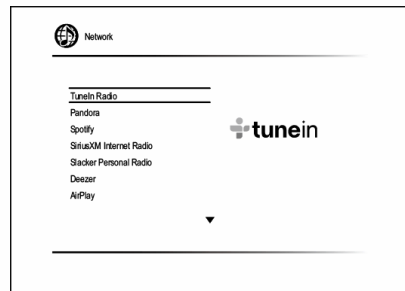 Network
TuneIn Radio
Pandora
Spotify
SiriusXM Internet Radio
Slacker Personal Radio
Deezer
AirPlay
tunein